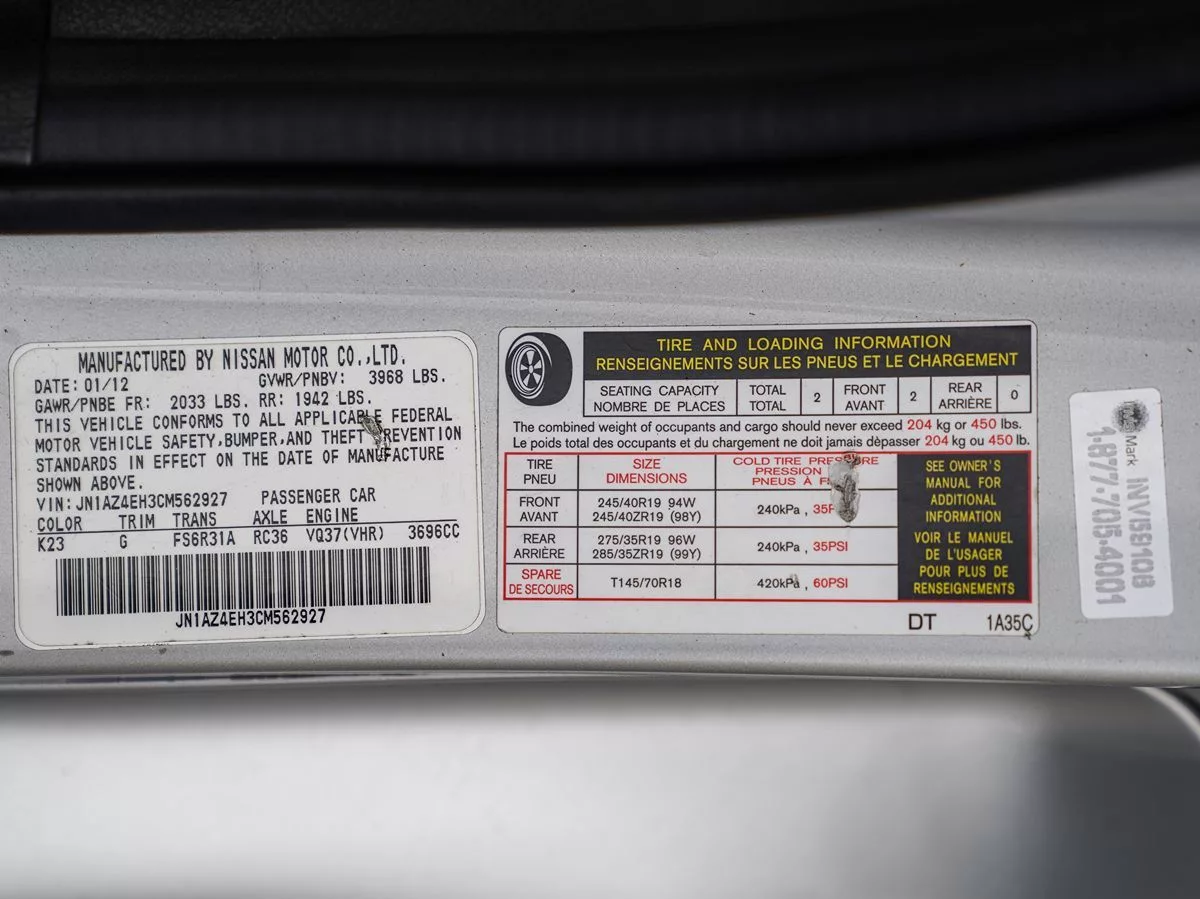 MANUFACTURED BY NISSAN MOTOR CO.,LTD.
DATE: 01/12 GVWR/PNBV: 3968 LBS.
GAWR/PNBE FR: 2033 LBS. RR: 1942 LBS.
THIS VEHICLE CONFORMS TO ALL APPLICABLE FEDERAL
MOTOR VEHICLE SAFETY,BUMPER,AND THEFT PREVENTION
STANDARDS IN EFFECT ON THE DATE OF MANUFACTURE
SHOWN ABOVE.
VIN:JN1AZ4EH3CM562927 PASSENGER CAR
COLOR TRIM TRANS AXLE ENGINE
K23 G FS6R31A RC36 VQ37(VHR) 3696CC
JN1AZ4EH3CM562927
TIRE AND LOADING INFORMATION
RENSEIGNEMENTS SUR LES PNEUS ET LE CHARGEMENT
SEATING CAPACITY TOTAL 2 FRONT 2 REAR 0
NOMBRE DE PLACES TOTAL AVANT ARRIÈRE
The combined weight of occupants and cargo should never exceed 204 kg or 450 lbs.
Le poids total des occupants et du chargement ne doit jamais dèpasser 204 kg ou 450 lb.
TIRE SIZE COLD TIRE PRESSURE
PNEU DIMENSIONS PRESSION
PNEUS À
FRONT 245/40R19 94W 240kPa ,
AVANT 245/40ZR19 (98Y)
REAR 275/35R19 96W 240kPa , 35PSI
ARRIÈRE 285/35ZR19 (99Y)
SPARE T145/70R18 420kPa , 60PSI
DE SECOURS
SEE OWNER'S
MANUAL FOR
ADDITIONAL
INFORMATION
VOIR LE MANUEL
DE L'USAGER
POUR PLUS DE
RENSEIGNEMENTS
DT 1A35C
Mark INVIS8108
1-877-705-4001